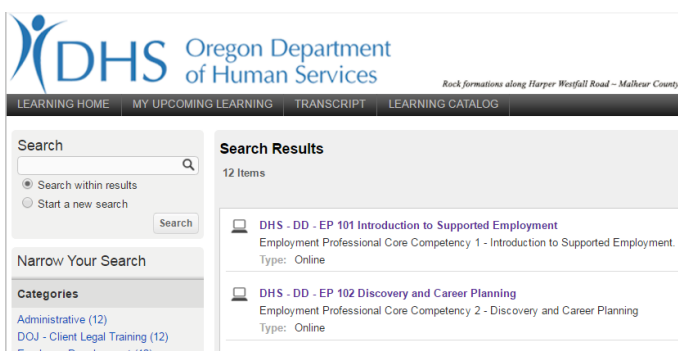 DHS Oregon Department
of Human Services
Rock formations along Harper Westfall Road ~ Malheur County
LEARNING HOME MY UPCOMING LEARNING TRANSCRIPT LEARNING CATALOG
Search
Search within results
Start a new search
Search
Narrow Your Search
Categories
Administrative (12)
DOJ - Client Legal Training (12)
Search Results
12 Items
DHS - DD - EP 101 Introduction to Supported Employment
Employment Professional Core Competency 1 - Introduction to Supported Employment.
Type: Online
DHS - DD - EP 102 Discovery and Career Planning
Employment Professional Core Competency 2 - Discovery and Career Planning
Type: Online